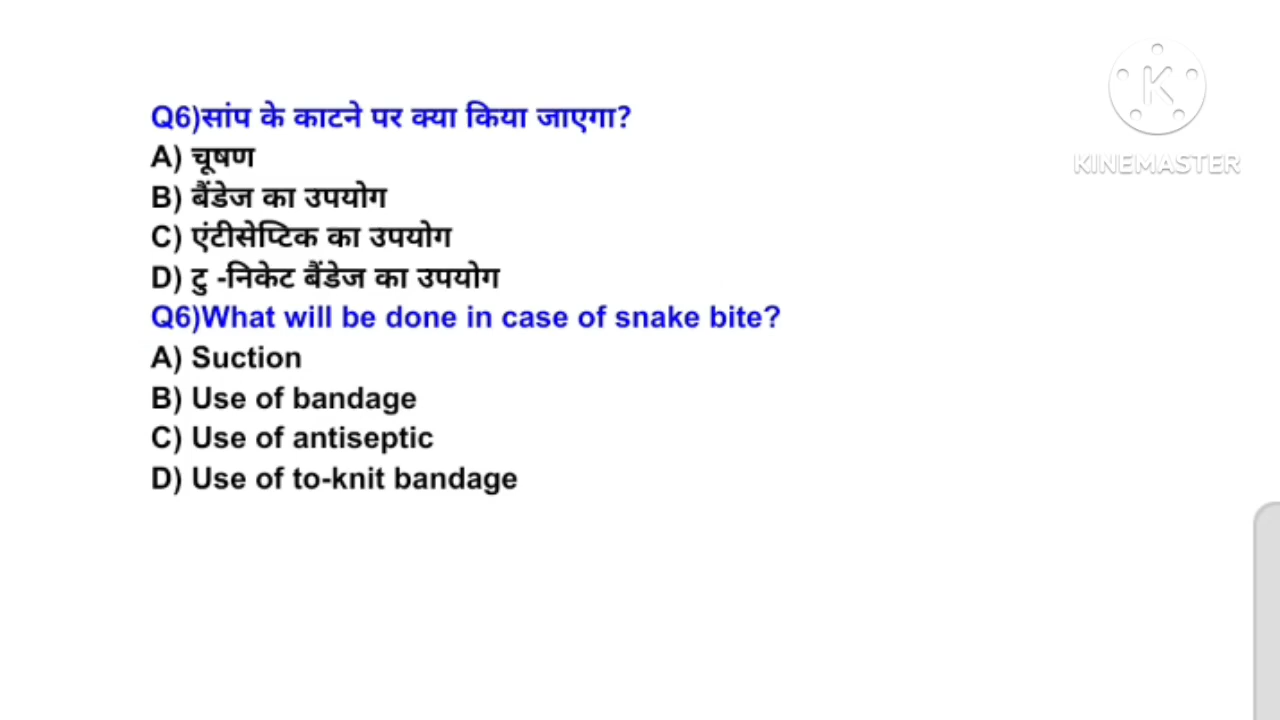 Q6)सांप के काटने पर क्या किया जाएगा?
A) चूषण
B) बैंडेज का उपयोग
C) एंटीसेप्टिक का उपयोग
D) टु -निकेट बैंडेज का उपयोग
Q6)What will be done in case of snake bite?
A) Suction
B) Use of bandage
C) Use of antiseptic
D) Use of to-knit bandage
K
KINEMASTER